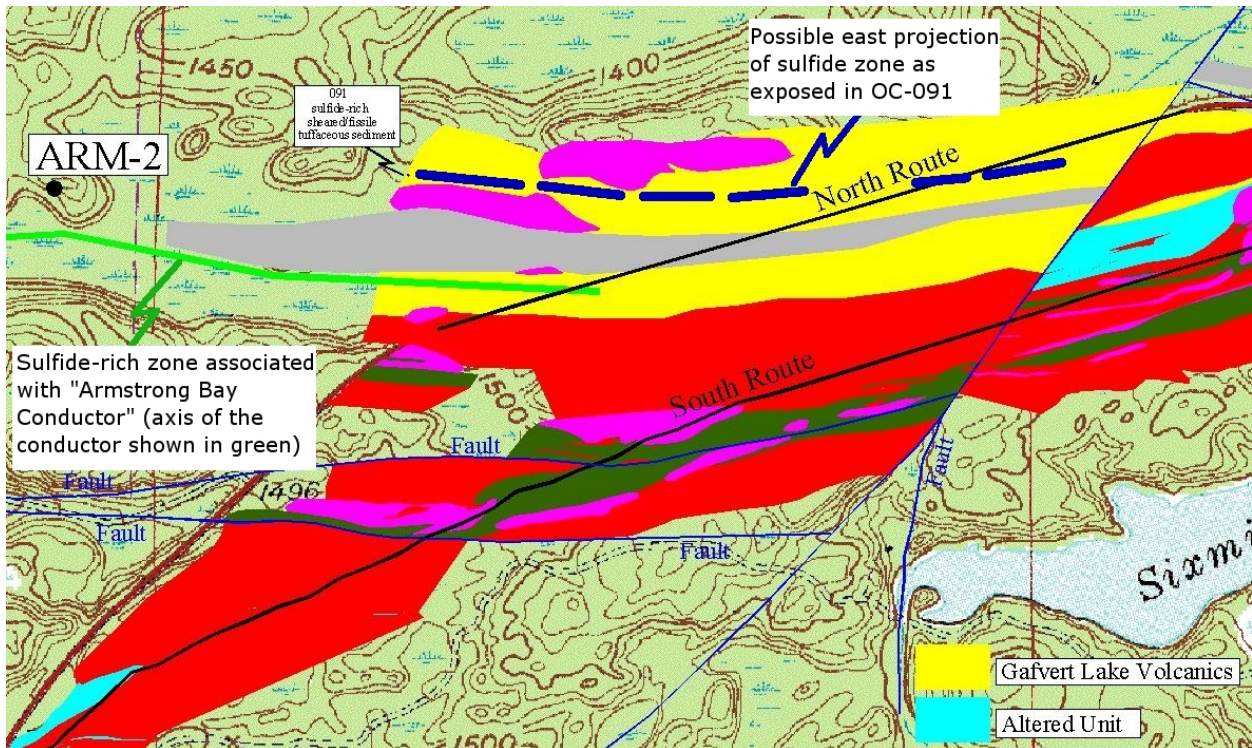 1450
1400
Possible east projection
of sulfide zone as
exposed in OC-091
091
sulfide-rich
sheared/fissile
tuffaceous sediment
ARM-2
North Route
Sulfide-rich zone associated
with "Armstrong Bay
Conductor" (axis of the
conductor shown in green)
1500
South Route
Fault
Fault
1496
Fault
Fault
Fault
Sixmi
Gafvert Lake Volcanics
Altered Unit
1500